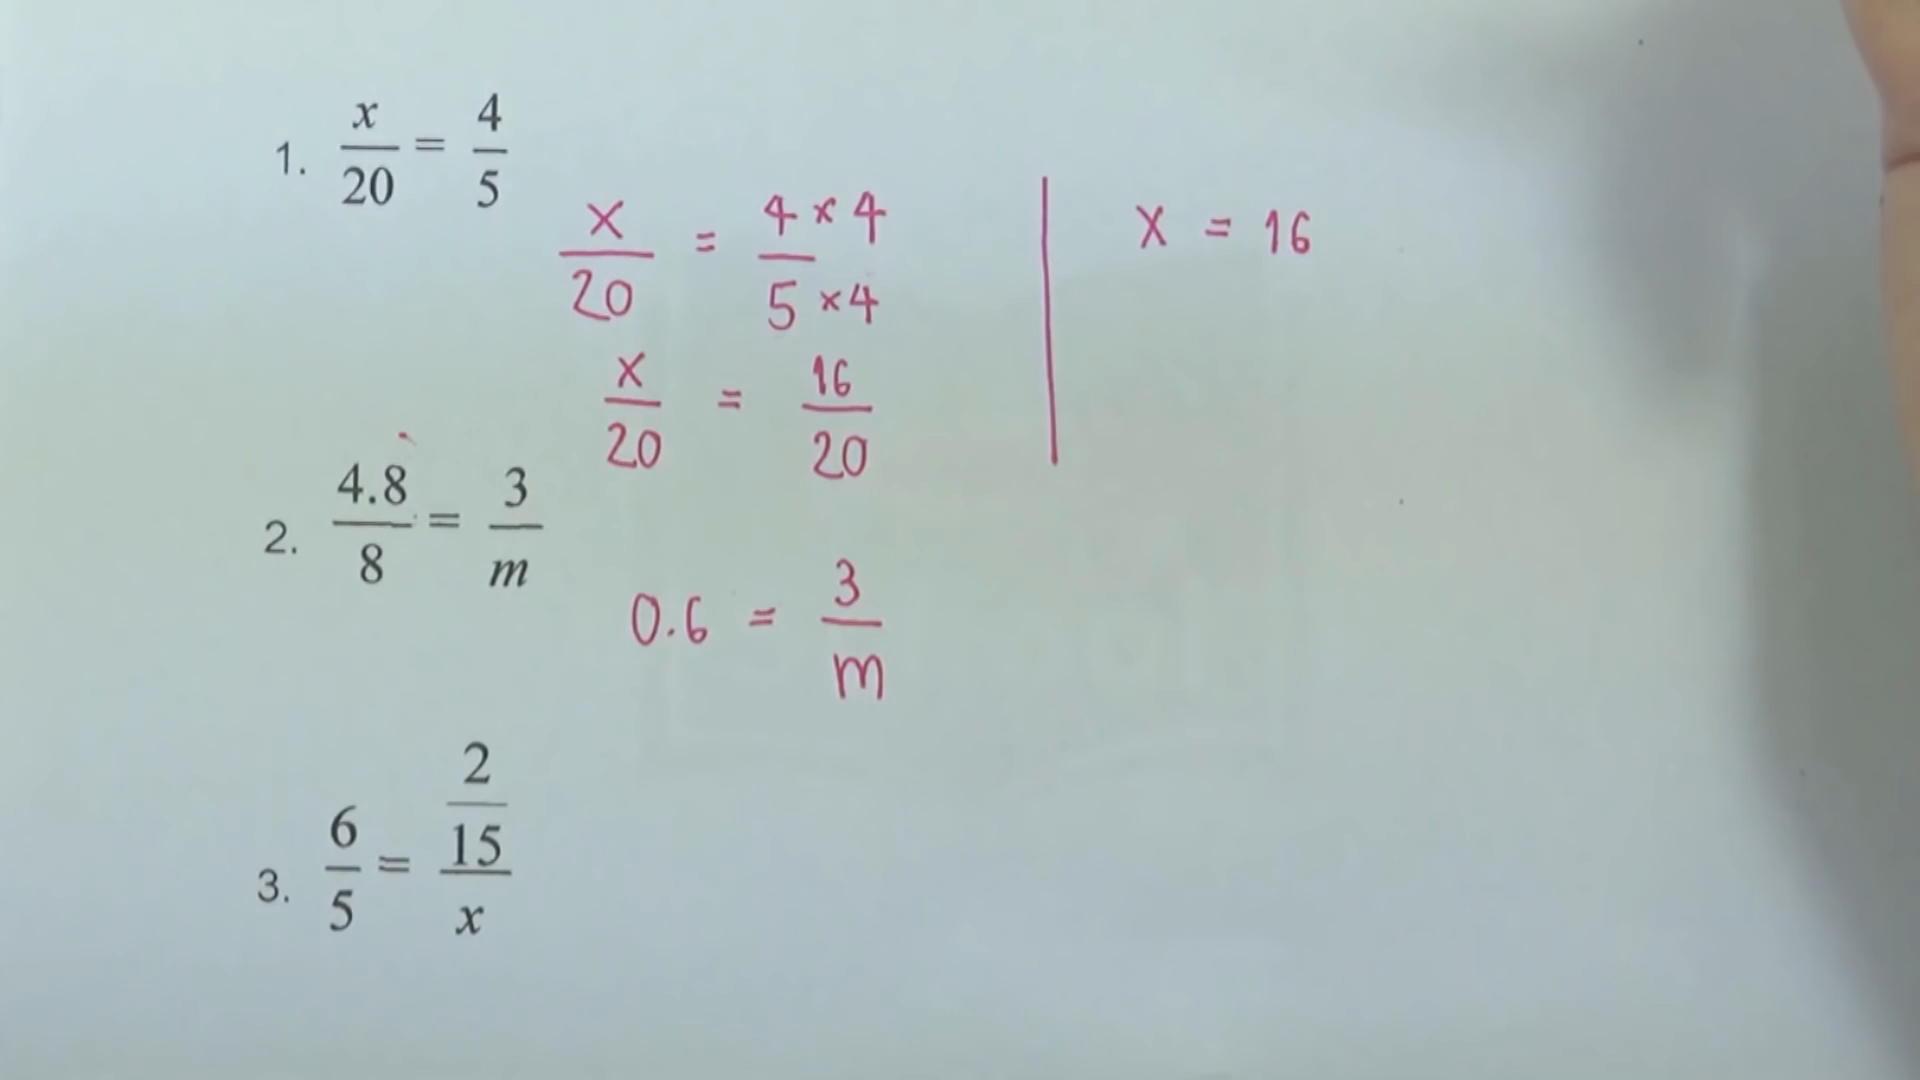 1. x/20 = 4/5
x/20 = 4×4/5×4
x/20 = 16/20
x = 16
2. 4.8/8 = 3/m
0.6 = 3/m
3. 6/5 = 2/15/x